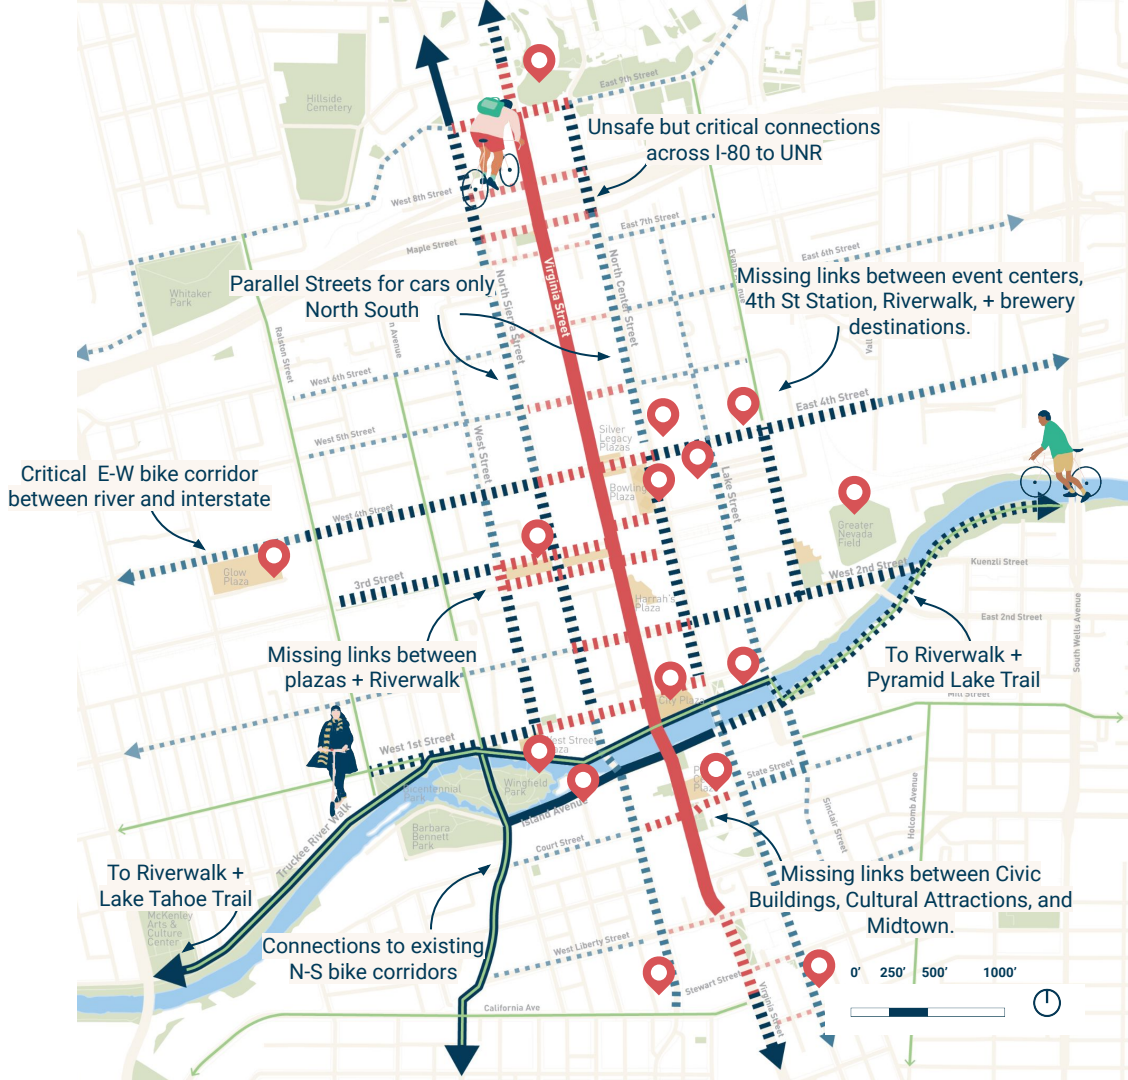 East 9th Street
Hillside
Cemetery
Unsafe but critical connections
across I-80 to UNR
West 8th Street
East 7th Street
Maple Street
East 6th Street
Virginia Street
North Sierra Street
North Center Street
Missing links between event centers,
4th St Station, Riverwalk, + brewery
destinations.
Parallel Streets for cars only
North South
Whitaker
Park
Ralston Street
n Avenue
Vall
West 6th Street
East 4th Street
West 5th Street
Silver
Legacy
Plazas
West Street
Critical E-W bike corridor
between river and interstate
Bowling
Plaza
Lake Street
West 4th Street
Greater
Nevada
Field
Glow
Plaza
3rd Street
West 2nd Street
Kuenzli Street
Harrah's
Plaza
East 2nd Street
South Wells Avenue
Missing links between
plazas + Riverwalk
To Riverwalk +
Pyramid Lake Trail
Mill Street
City Plaza
West 1st Street
West Street
Plaza
State Street
Wingfield
Park
Bicentennial
Park
Island Avenue
Sinclair Street
Holcomb Avenue
Truckee River Walk
Barbara
Bennett
Park
Court Street
To Riverwalk +
Lake Tahoe Trail
Missing links between Civic
Buildings, Cultural Attractions, and
Midtown.
McKenley
Arts &
Culture
Center
Connections to existing
N-S bike corridors
West Liberty Street
Stewart Street
Virginia Street
0' 250' 500' 1000'
California Ave